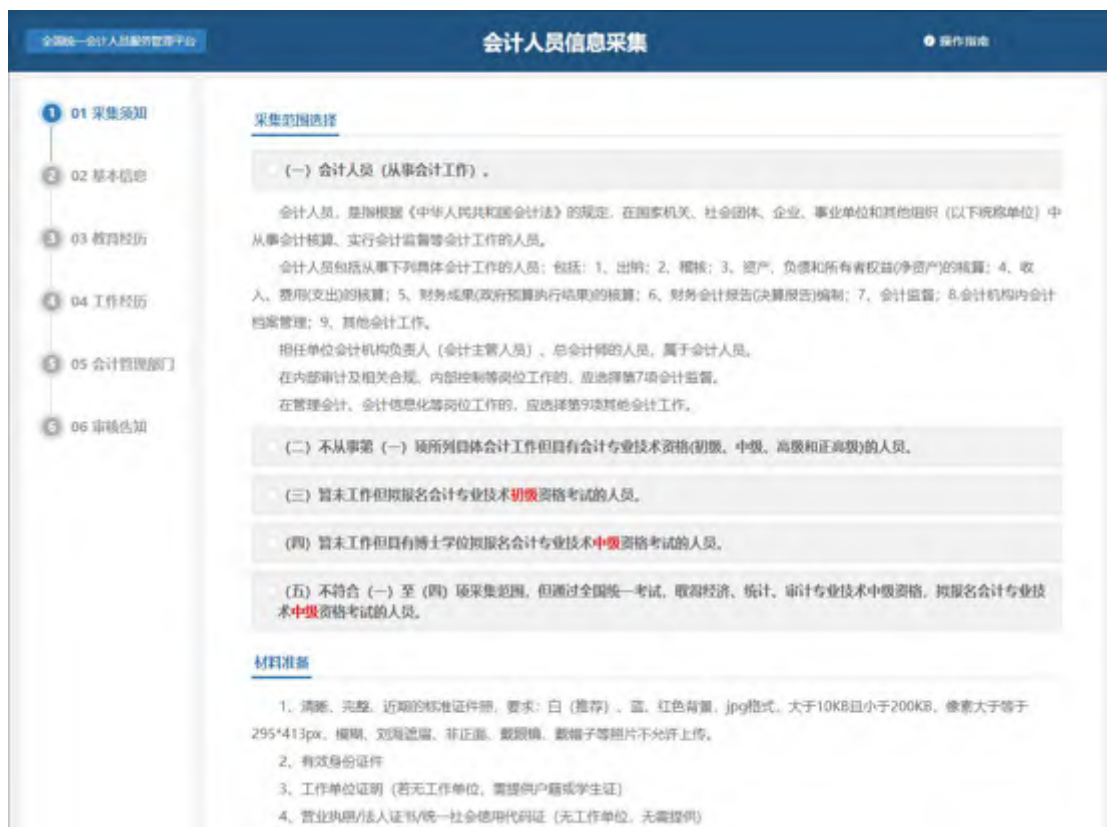 全国统一会计人员服务管理平台
会计人员信息采集
操作指南
1 01 采集须知
2 02 基本信息
3 03 教育经历
4 04 工作经历
5 05 会计管理部门
6 06 审核告知
采集范围选择
（一）会计人员（从事会计工作）。
会计人员，是指根据《中华人民共和国会计法》的规定，在国家机关、社会团体、企业、事业单位和其他组织（以下统称单位）中
从事会计核算、实行会计监督等会计工作的人员。
会计人员包括从事下列具体会计工作的人员：包括：1、出纳；2、稽核；3、资产、负债和所有者权益(净资产)的核算；4、收
入、费用(支出)的核算；5、财务成果(政府预算执行结果)的核算；6、财务会计报告(决算报告)编制；7、会计监督；8.会计机构内会计
档案管理；9、其他会计工作。
担任单位会计机构负责人（会计主管人员）、总会计师的人员，属于会计人员。
在内部审计及相关合规、内部控制等岗位工作的，应选择第7项会计监督。
在管理会计、会计信息化等岗位工作的，应选择第9项其他会计工作。
（二）不从事第（一）项所列具体会计工作但具有会计专业技术资格(初级、中级、高级和正高级)的人员。
（三）暂未工作但拟报名会计专业技术初级资格考试的人员。
（四）暂未工作但具有博士学位拟报名会计专业技术中级资格考试的人员。
（五）不符合（一）至（四）项采集范围，但通过全国统一考试，取得经济、统计、审计专业技术中级资格，拟报名会计专业技
术中级资格考试的人员。
材料准备
1、清晰、完整、近期的标准证件照，要求：白（推荐）、蓝、红色背景，jpg格式，大于10KB且小于200KB，像素大于等于
295*413px，模糊、刘海遮眉、非正面、戴眼镜、戴帽子等照片不允许上传。
2、有效身份证件
3、工作单位证明（若无工作单位，需提供户籍或学生证）
4、营业执照/法人证书/统一社会信用代码证（无工作单位，无需提供）